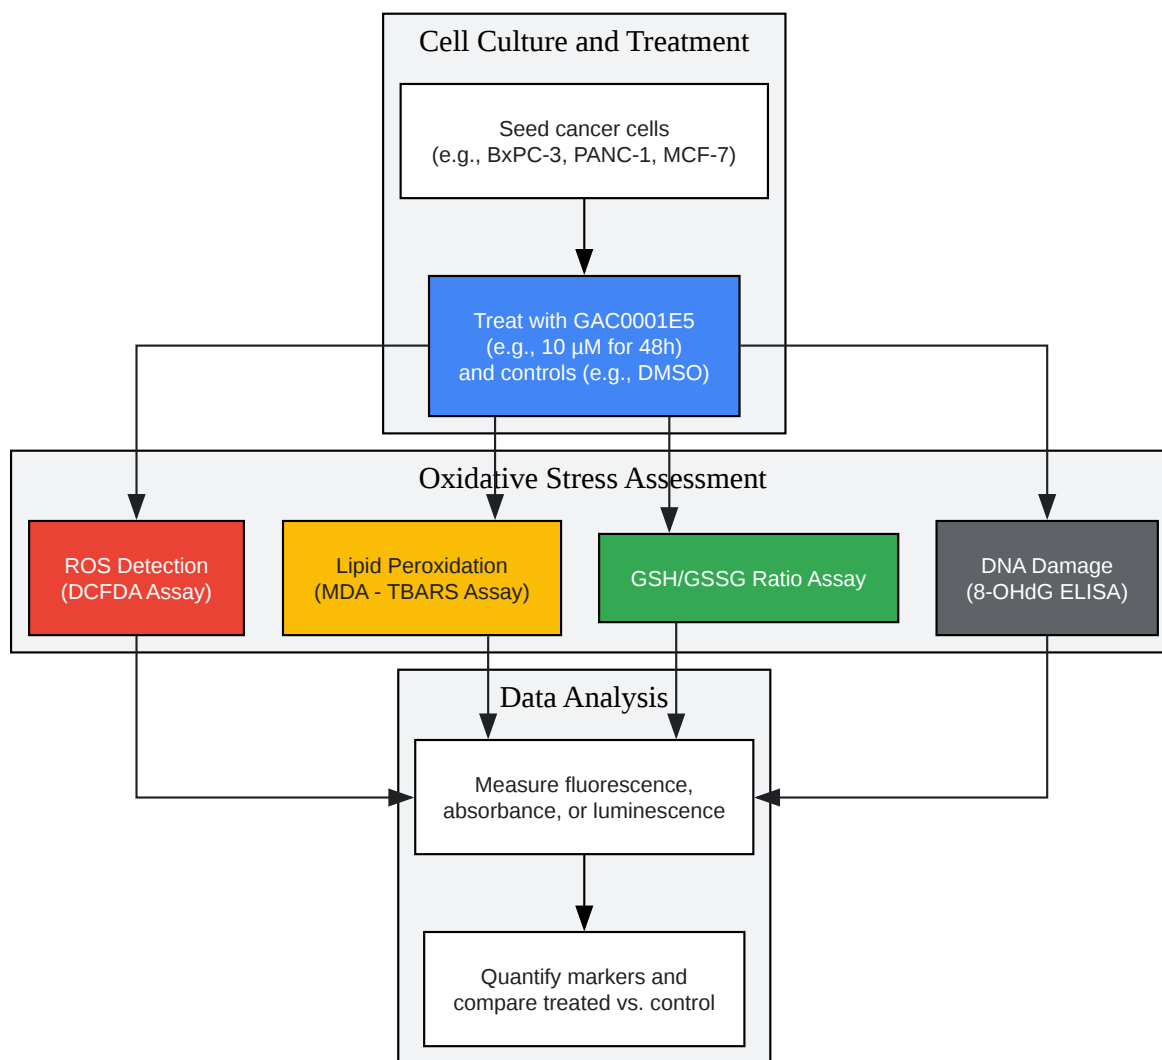 Cell Culture and Treatment
Seed cancer cells
(e.g., BxPC-3, PANC-1, MCF-7)
Treat with GAC0001E5
(e.g., 10 µM for 48h)
and controls (e.g., DMSO)
Oxidative Stress Assessment
ROS Detection
(DCFDA Assay)
Lipid Peroxidation
(MDA - TBARS Assay)
GSH/GSSG Ratio Assay
DNA Damage
(8-OHdG ELISA)
Data Analysis
Measure fluorescence,
absorbance, or luminescence
Quantify markers and
compare treated vs. control